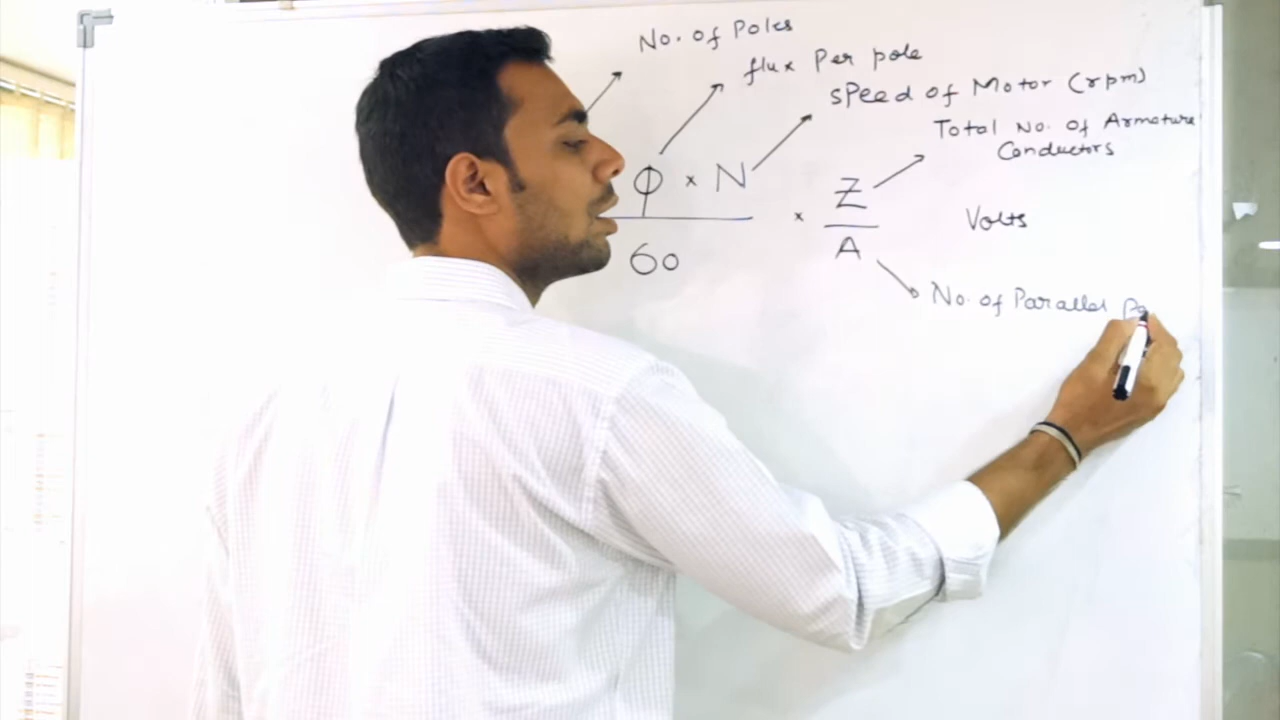 No. of Poles
flux Per pole
Speed of Motor (rpm)
Total No. of Armature
Conductors
Φ × N × Z
60 A Volts
No. of Parallel Pa